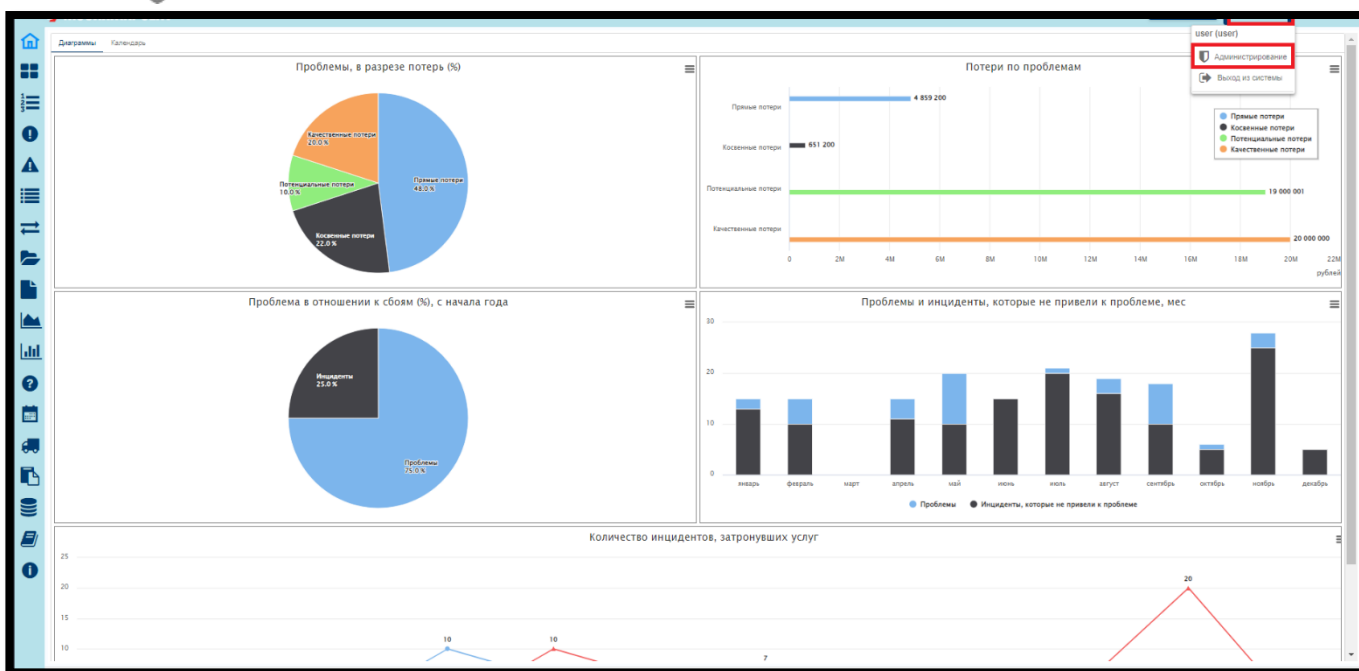 user (user)
Администрирование
Выход из системы
Диаграммы Календарь
Проблемы, в разрезе потерь (%)
Качественные потери
20.0 %
Потенциальные потери
10.0 %
Прямые потери
48.0 %
Косвенные потери
22.0 %
Потери по проблемам
Прямые потери
4 859 200
Косвенные потери
651 200
Потенциальные потери
19 000 001
Качественные потери
20 000 000
0 2M 4M 6M 8M 10M 12M 14M 16M 18M 20M 22M
рублей
Прямые потери
Косвенные потери
Потенциальные потери
Качественные потери
Проблема в отношении к сбоям (%), с начала года
Инциденты
25.0 %
Проблемы
75.0 %
Проблемы и инциденты, которые не привели к проблеме, мес
30
20
10
0
январь февраль март апрель май июнь июль август сентябрь октябрь ноябрь декабрь
Проблемы Инциденты, которые не привели к проблеме
Количество инцидентов, затронувших услуг
25
20
15
10
10
10
7
20